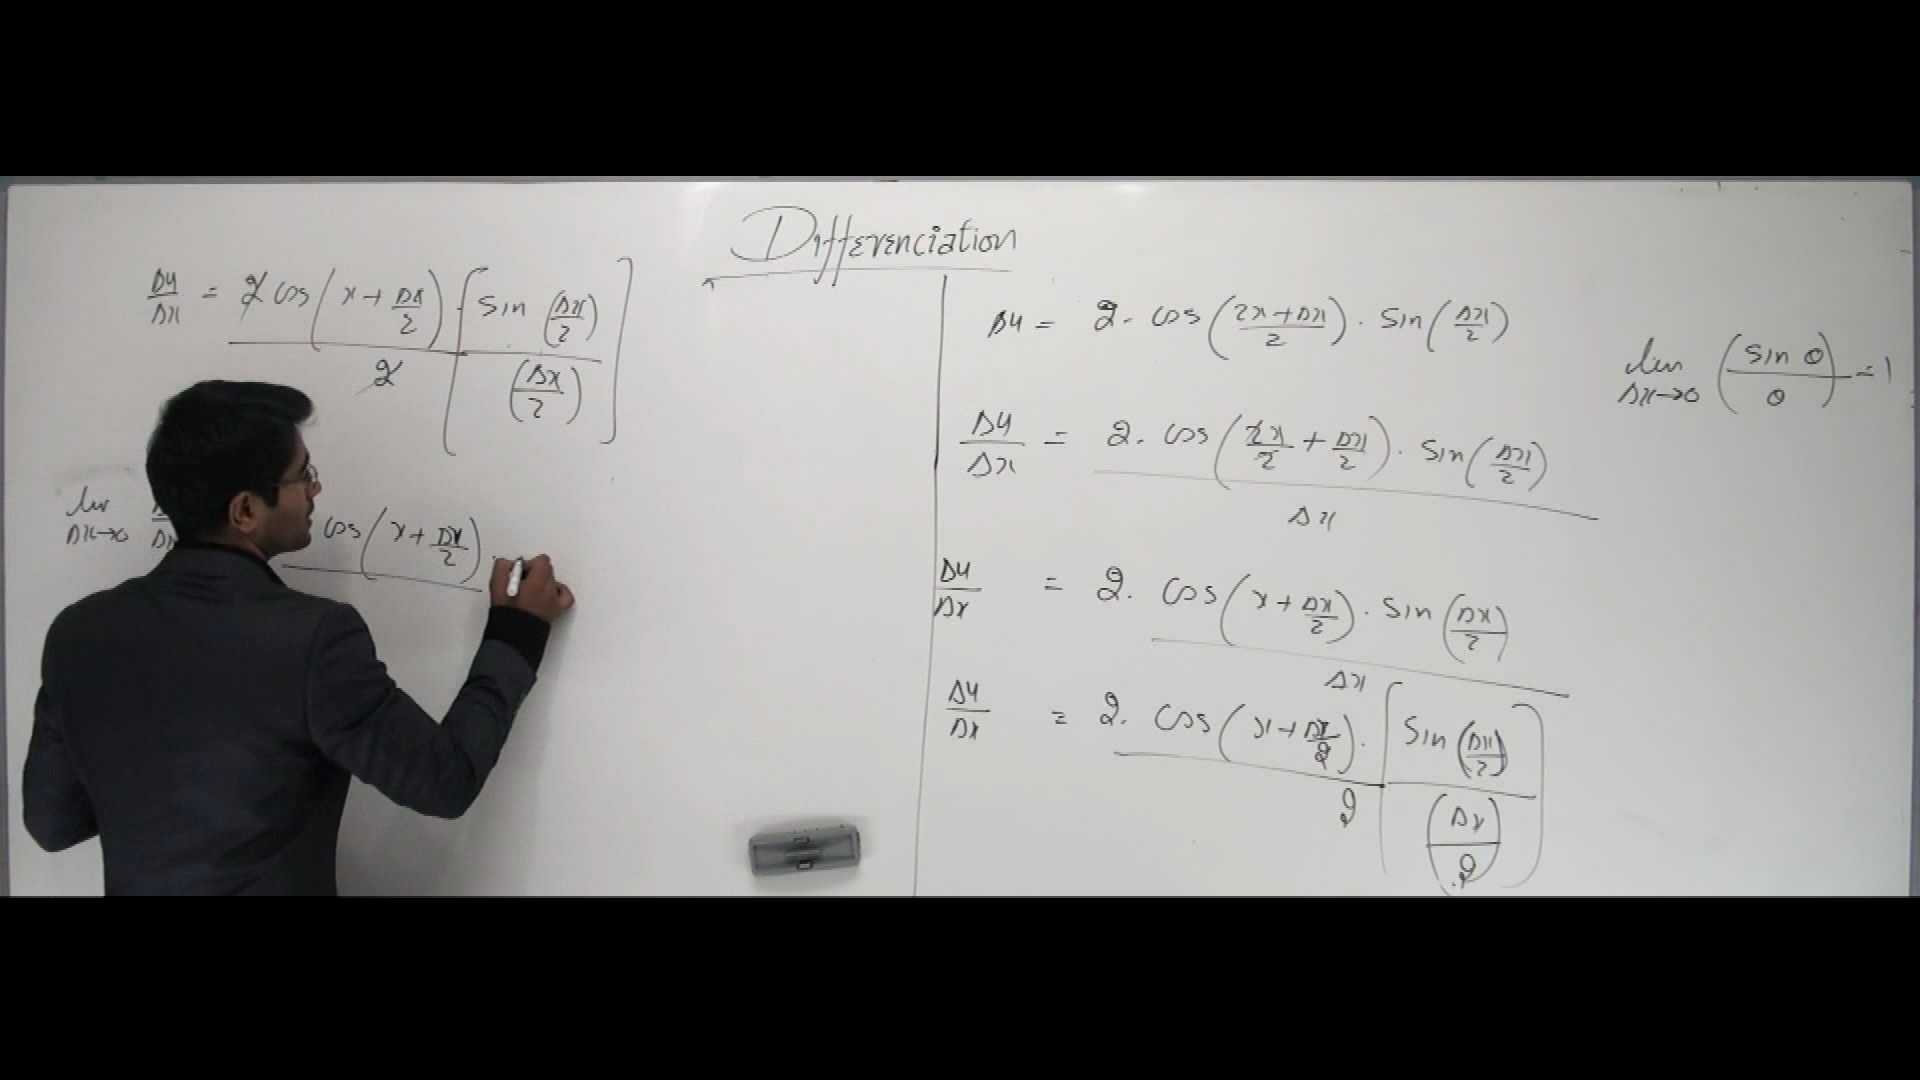 Differenciation
Δy/Δx = 2 cos(x + Δx/2) [sin (Δx/2)] / 2 [(Δx/2)]
lim Δx→0
cos(x + Δx/2)
Δy = 2. cos((2x+Δx)/2) . sin(Δx/2)
Δy/Δx = 2. cos(2x/2 + Δx/2) . sin(Δx/2) / Δx
Δy/Δx = 2. cos(x + Δx/2) . sin(Δx/2) / Δx
Δy/Δx = 2. cos(x + Δx/2) . [sin(Δx/2)] / 2 [(Δx/2)]
lim Δx→0 (sin θ / θ) = 1